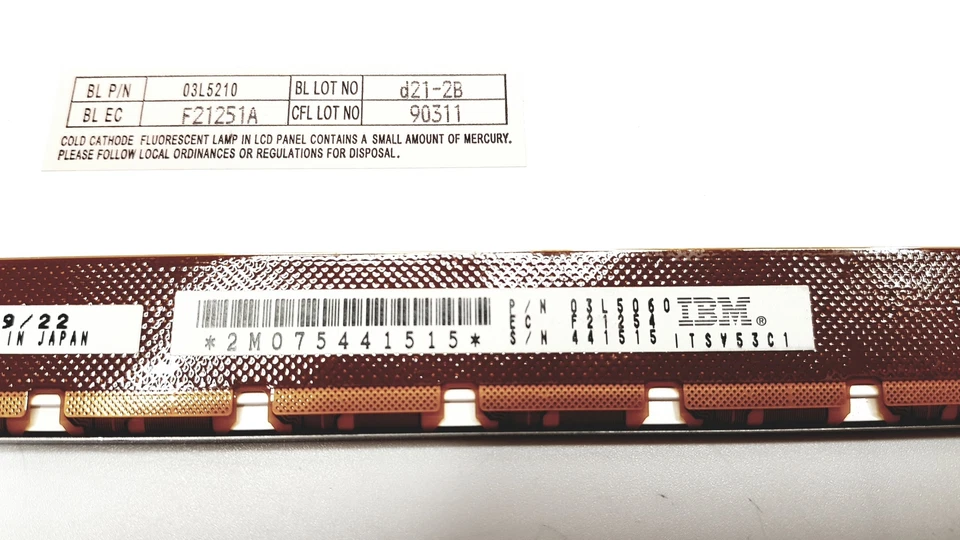 BL P/N 03L5210 BL LOT NO d21-2B
BL EC F21251A CFL LOT NO 90311
COLD CATHODE FLUORESCENT LAMP IN LCD PANEL CONTAINS A SMALL AMOUNT OF MERCURY.
PLEASE FOLLOW LOCAL ORDINANCES OR REGULATIONS FOR DISPOSAL.
9/22
IN JAPAN
*2M075441515*
P/N 03L5060
EC F21254
S/N 441515
IBM®
ITSV53C1